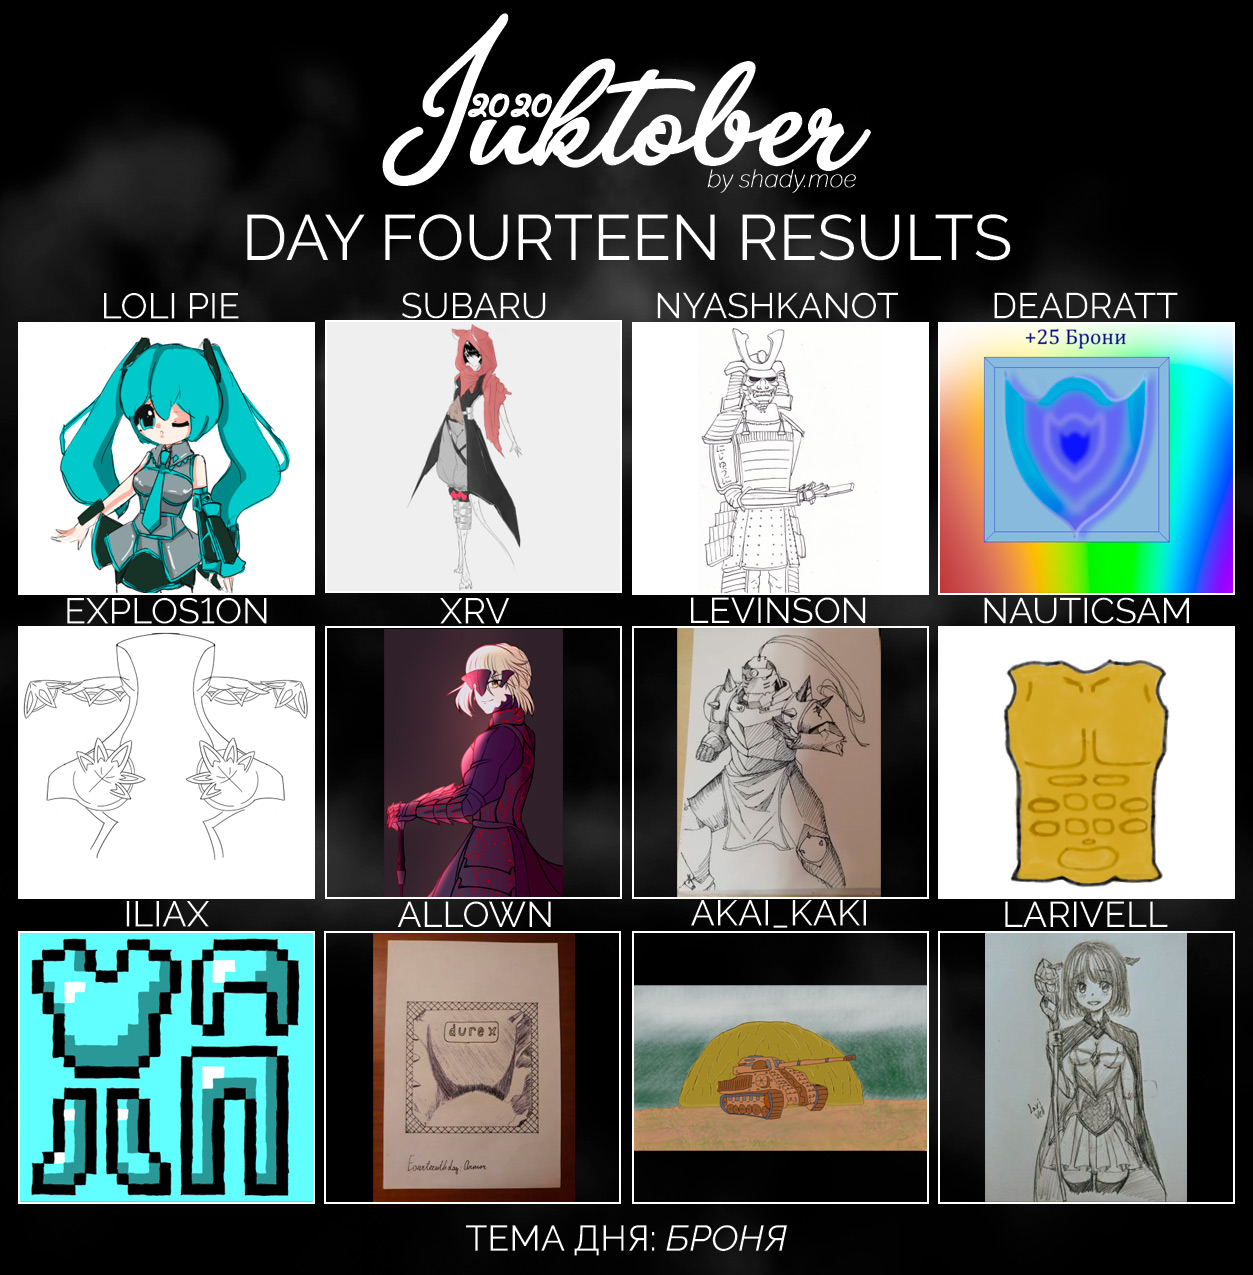 Juktober
2020
by shady.moe
DAY FOURTEEN RESULTS
LOLI PIE
SUBARU
NYASHKANOT
DEADRATT
+25 Брони
EXPLOS1ON
XRV
LEVINSON
NAUTICSAM
ILIAX
ALLOWN
AKAI_KAKI
LARIVELL
durex
Fourteenth day: Armor
ТЕМА ДНЯ: БРОНЯ